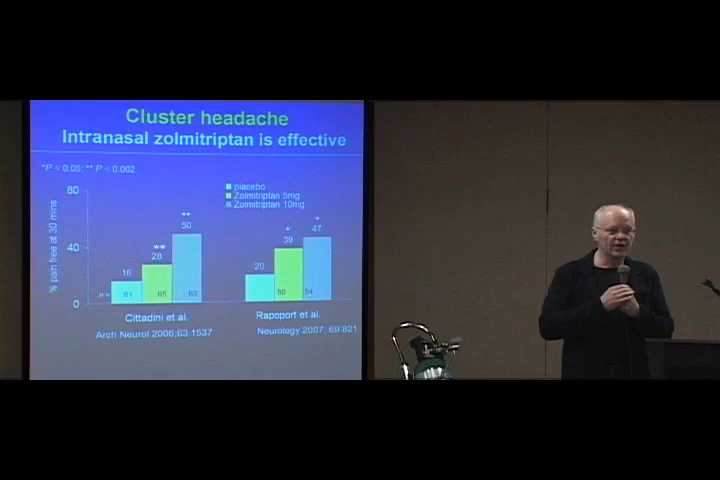 Cluster headache
Intranasal zolmitriptan is effective
*P < 0.05; ** P < 0.002
placebo
Zolmitriptan 5mg
Zolmitriptan 10mg
% pain free at 30 mins
80
40
0
16
** 28
** 50
20
* 39
* 47
n = 61 65 63
50 54
Cittadini et al.
Rapoport et al.
Arch Neurol 2006;63:1537
Neurology 2007; 69:821